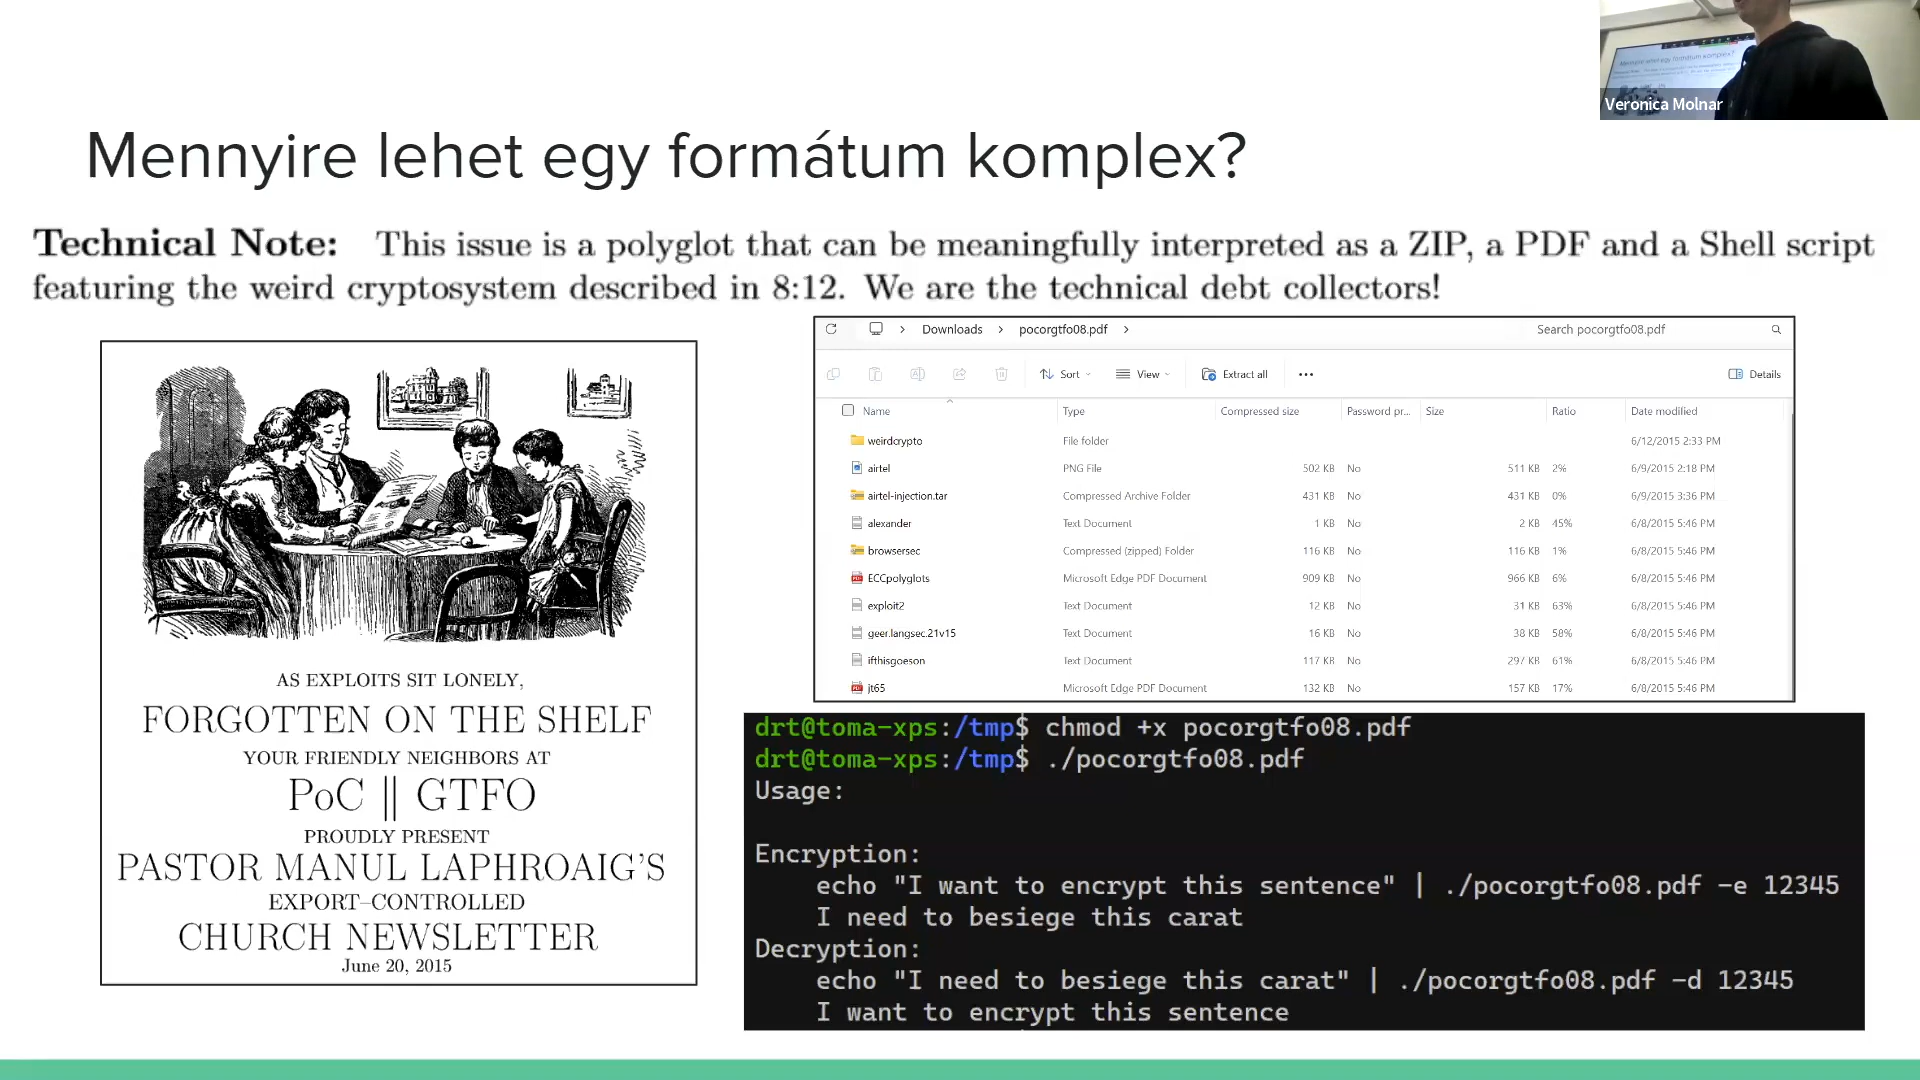 Veronica Molnar
Mennyire lehet egy formátum komplex?
Technical Note: This issue is a polyglot that can be meaningfully interpreted as a ZIP, a PDF and a Shell script
featuring the weird cryptosystem described in 8:12. We are the technical debt collectors!
AS EXPLOITS SIT LONELY,
FORGOTTEN ON THE SHELF
YOUR FRIENDLY NEIGHBORS AT
PoC || GTFO
PROUDLY PRESENT
PASTOR MANUL LAPHROAIG'S
EXPORT–CONTROLLED
CHURCH NEWSLETTER
June 20, 2015
Downloads > pocorgtfo08.pdf > Search pocorgtfo08.pdf
Sort View Extract all ... Details
Name Type Compressed size Password pr... Size Ratio Date modified
weirdcrypto File folder 6/12/2015 2:33 PM
airtel PNG File 502 KB No 511 KB 2% 6/9/2015 2:18 PM
airtel-injection.tar Compressed Archive Folder 431 KB No 431 KB 0% 6/9/2015 3:36 PM
alexander Text Document 1 KB No 2 KB 45% 6/8/2015 5:46 PM
browsersec Compressed (zipped) Folder 116 KB No 116 KB 1% 6/8/2015 5:46 PM
ECCpolyglots Microsoft Edge PDF Document 909 KB No 966 KB 6% 6/8/2015 5:46 PM
exploit2 Text Document 12 KB No 31 KB 63% 6/8/2015 5:46 PM
geer.langsec.21v15 Text Document 16 KB No 38 KB 58% 6/8/2015 5:46 PM
ifthisgoeson Text Document 117 KB No 297 KB 61% 6/8/2015 5:46 PM
jt65 Microsoft Edge PDF Document 132 KB No 157 KB 17% 6/8/2015 5:46 PM
drt@toma-xps:/tmp$ chmod +x pocorgtfo08.pdf
drt@toma-xps:/tmp$ ./pocorgtfo08.pdf
Usage:
Encryption:
echo "I want to encrypt this sentence" | ./pocorgtfo08.pdf -e 12345
I need to besiege this carat
Decryption:
echo "I need to besiege this carat" | ./pocorgtfo08.pdf -d 12345
I want to encrypt this sentence